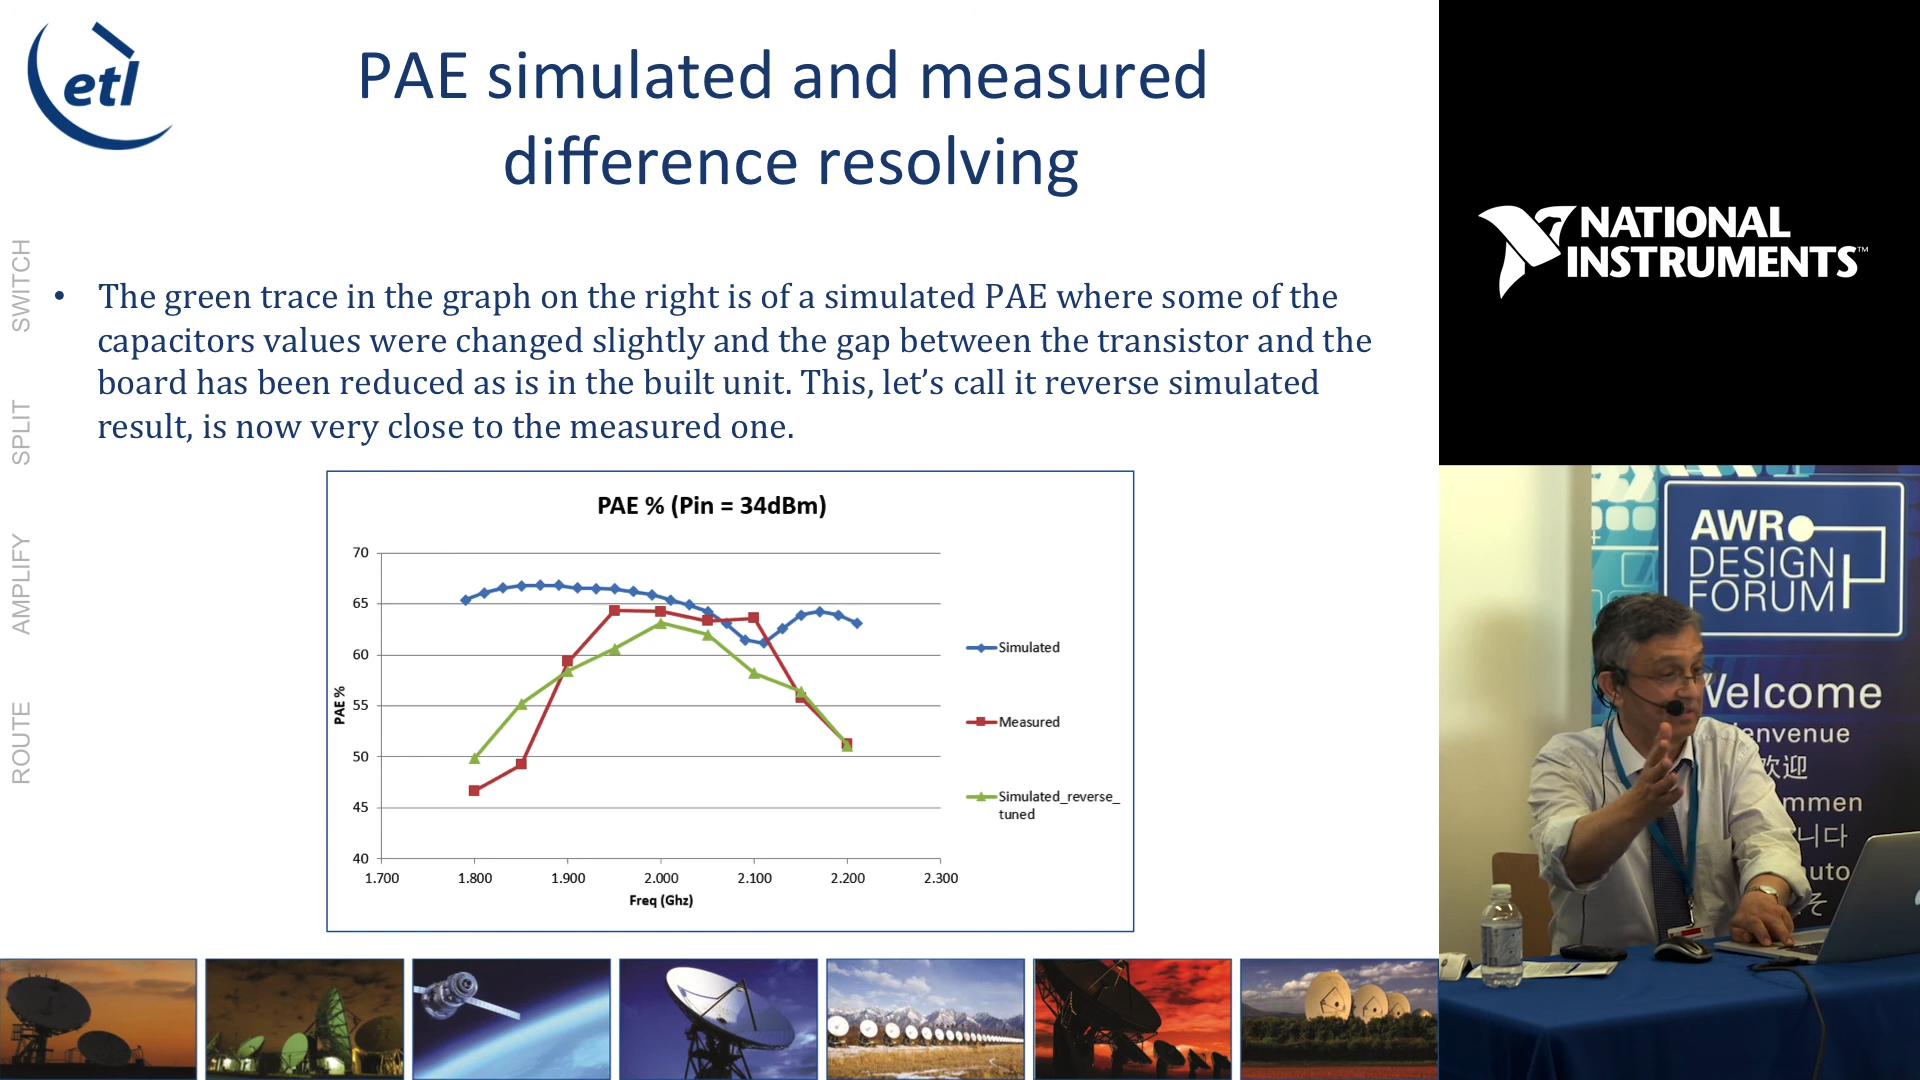 etl
PAE simulated and measured
difference resolving
SWITCH
SPLIT
AMPLIFY
ROUTE
• The green trace in the graph on the right is of a simulated PAE where some of the
capacitors values were changed slightly and the gap between the transistor and the
board has been reduced as is in the built unit. This, let’s call it reverse simulated
result, is now very close to the measured one.
PAE % (Pin = 34dBm)
70
65
60
55
50
45
40
PAE %
1.700 1.800 1.900 2.000 2.100 2.200 2.300
Freq (Ghz)
Simulated
Measured
Simulated_reverse_
tuned
NATIONAL
INSTRUMENTS™
AWR
DESIGN
FORUM
Welcome
envenue
欢迎
mmen
니다
uto
そ